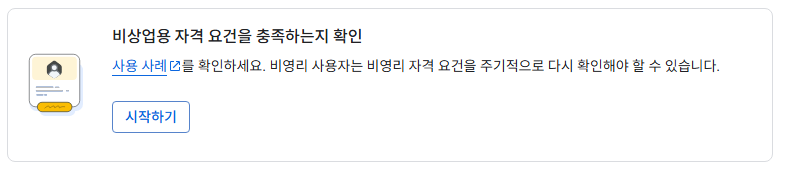 비상업용 자격 요건을 충족하는지 확인
사용 사례를 확인하세요. 비영리 사용자는 비영리 자격 요건을 주기적으로 다시 확인해야 할 수 있습니다.
시작하기